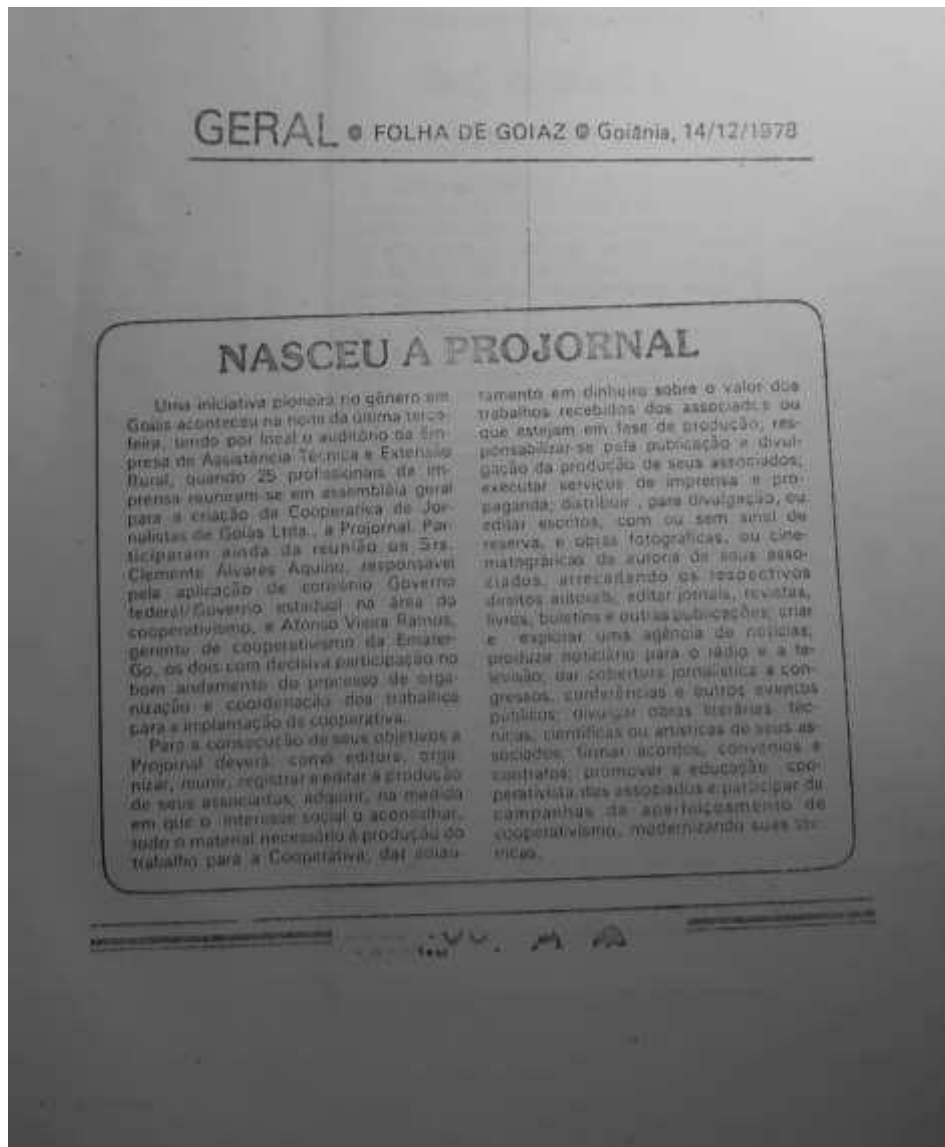 GERAL ● FOLHA DE GOIAZ ● Goiânia, 14/12/1978
NASCEU A PROJORNAL
Uma iniciativa pioneira no gênero em
Goiás aconteceu na noite da última terça-
feira, tendo por local o auditório da Em-
presa de Assistência Técnica e Extensão
Rural, quando 25 profissionais de im-
prensa reuniram-se em assembléia geral
para a criação da Cooperativa de Jor-
nalistas de Goiás Ltda., a Projornal. Par-
ticiparam ainda da reunião os Srs.
Clemente Álvares Aquino, responsável
pela aplicação de convênio Governo
federal/Governo estadual na área do
cooperativismo, e Afonso Vieira Ramos,
gerente de cooperativismo da Emater-
Go, os dois com decisiva participação no
bom andamento do processo de orga-
nização e coordenação dos trabalhos
para a implantação da cooperativa.
Para a consecução de seus objetivos a
Projornal deverá: como editora, orga-
nizar, reunir, registrar e editar a produção
de seus associados; adquirir, na medida
em que o interesse social o aconselhar,
todo o material necessário à produção do
trabalho para a Cooperativa; dar adian-
tamento em dinheiro sobre o valor dos
trabalhos recebidos dos associados ou
que estejam em fase de produção; res-
ponsabilizar-se pela publicação e divul-
gação da produção de seus associados;
executar serviços de imprensa e pro-
paganda; distribuir , para divulgação, ou
editar escritos, com ou sem sinal de
reserva, e obras fotográficas, ou cine-
matográficas da autoria de seus asso-
ciados, arrecadando os respectivos
direitos autorais; editar jornais, revistas,
livros, boletins e outras publicações; criar
e explorar uma agência de notícias;
produzir noticiário para o rádio e a te-
levisão; dar cobertura jornalística a con-
gressos, conferências e outros eventos
públicos; divulgar obras literárias, téc-
nicas, científicas ou artísticas de seus as-
sociados; firmar acordos, convênios e
contratos; promover a educação coo-
perativista dos associados e participar de
campanhas de aperfeiçoamento do
cooperativismo, modernizando suas téc-
nicas.